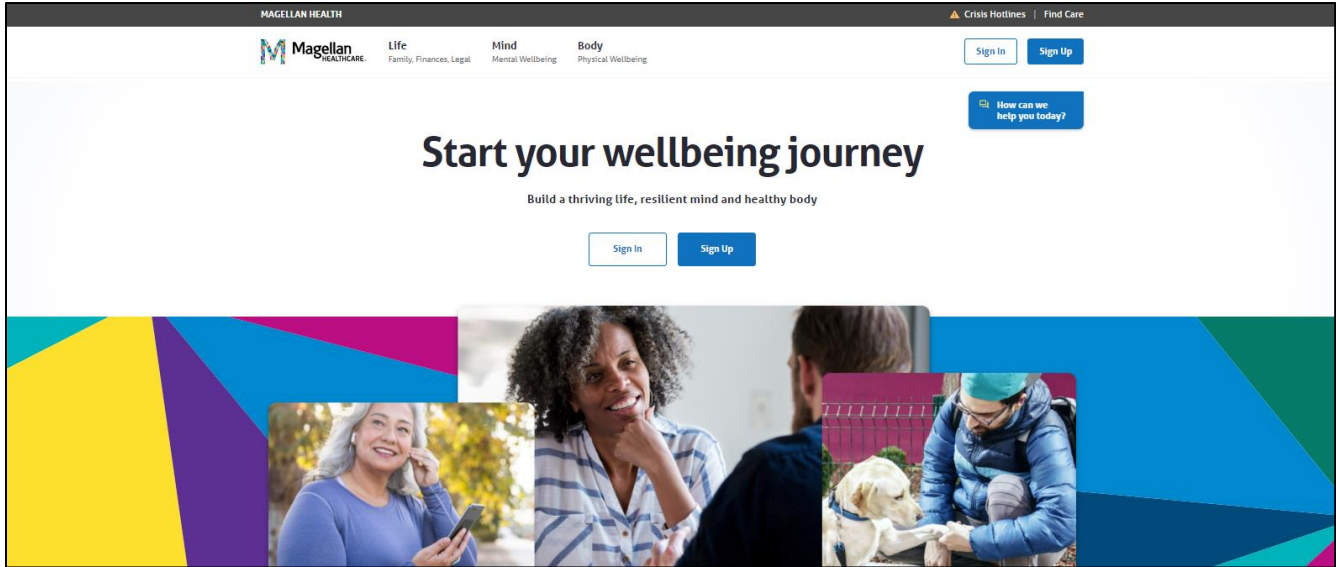 MAGELLAN HEALTH
Crisis Hotlines | Find Care
Magellan
HEALTHCARE.
Life
Family, Finances, Legal
Mind
Mental Wellbeing
Body
Physical Wellbeing
Sign In
Sign Up
How can we
help you today?
Start your wellbeing journey
Build a thriving life, resilient mind and healthy body
Sign In
Sign Up